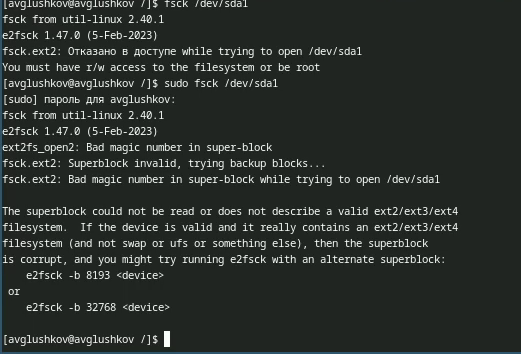 [avglushkov@avglushkov /]$ fsck /dev/sda1
fsck from util-linux 2.40.1
e2fsck 1.47.0 (5-Feb-2023)
fsck.ext2: Отказано в доступе while trying to open /dev/sda1
You must have r/w access to the filesystem or be root
[avglushkov@avglushkov /]$ sudo fsck /dev/sda1
[sudo] пароль для avglushkov:
fsck from util-linux 2.40.1
e2fsck 1.47.0 (5-Feb-2023)
ext2fs_open2: Bad magic number in super-block
fsck.ext2: Superblock invalid, trying backup blocks...
fsck.ext2: Bad magic number in super-block while trying to open /dev/sda1

The superblock could not be read or does not describe a valid ext2/ext3/ext4
filesystem.  If the device is valid and it really contains an ext2/ext3/ext4
filesystem (and not swap or ufs or something else), then the superblock
is corrupt, and you might try running e2fsck with an alternate superblock:
    e2fsck -b 8193 <device>
 or
    e2fsck -b 32768 <device>

[avglushkov@avglushkov /]$